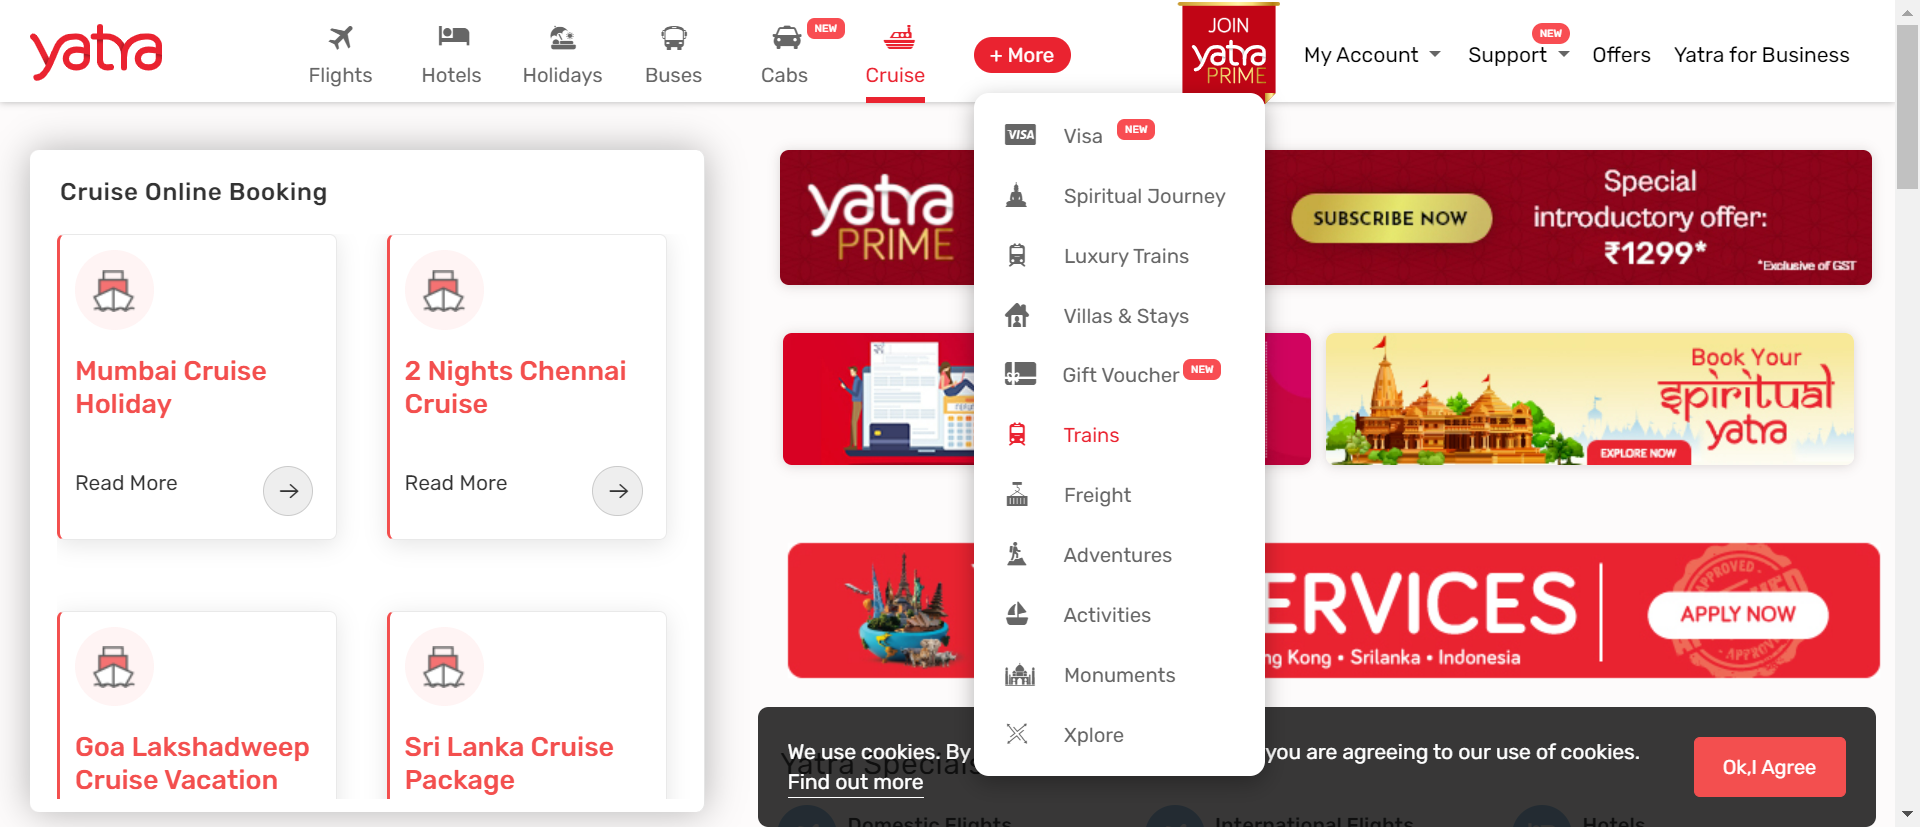 yatra
Flights
Hotels
Holidays
Buses
NEW
Cabs
Cruise
+ More
JOIN
yatra
PRIME
My Account
NEW
Support
Offers
Yatra for Business
Cruise Online Booking
Mumbai Cruise
Holiday
Read More
2 Nights Chennai
Cruise
Read More
Goa Lakshadweep
Cruise Vacation
Sri Lanka Cruise
Package
VISA
Visa
NEW
Spiritual Journey
Luxury Trains
Villas & Stays
Gift Voucher
NEW
Trains
Freight
Adventures
Activities
Monuments
Xplore
yatra
PRIME
SUBSCRIBE NOW
Special
introductory offer:
₹1299*
*Exclusive of GST
Book Your
spiritual
yatra
EXPLORE NOW
ERVICES
ng Kong • Srilanka • Indonesia
APPROVED
APPLY NOW
We use cookies. By
you are agreeing to our use of cookies.
Find out more
Ok,I Agree
Yatra Specials
Domestic Flights
International Flights
Hotels